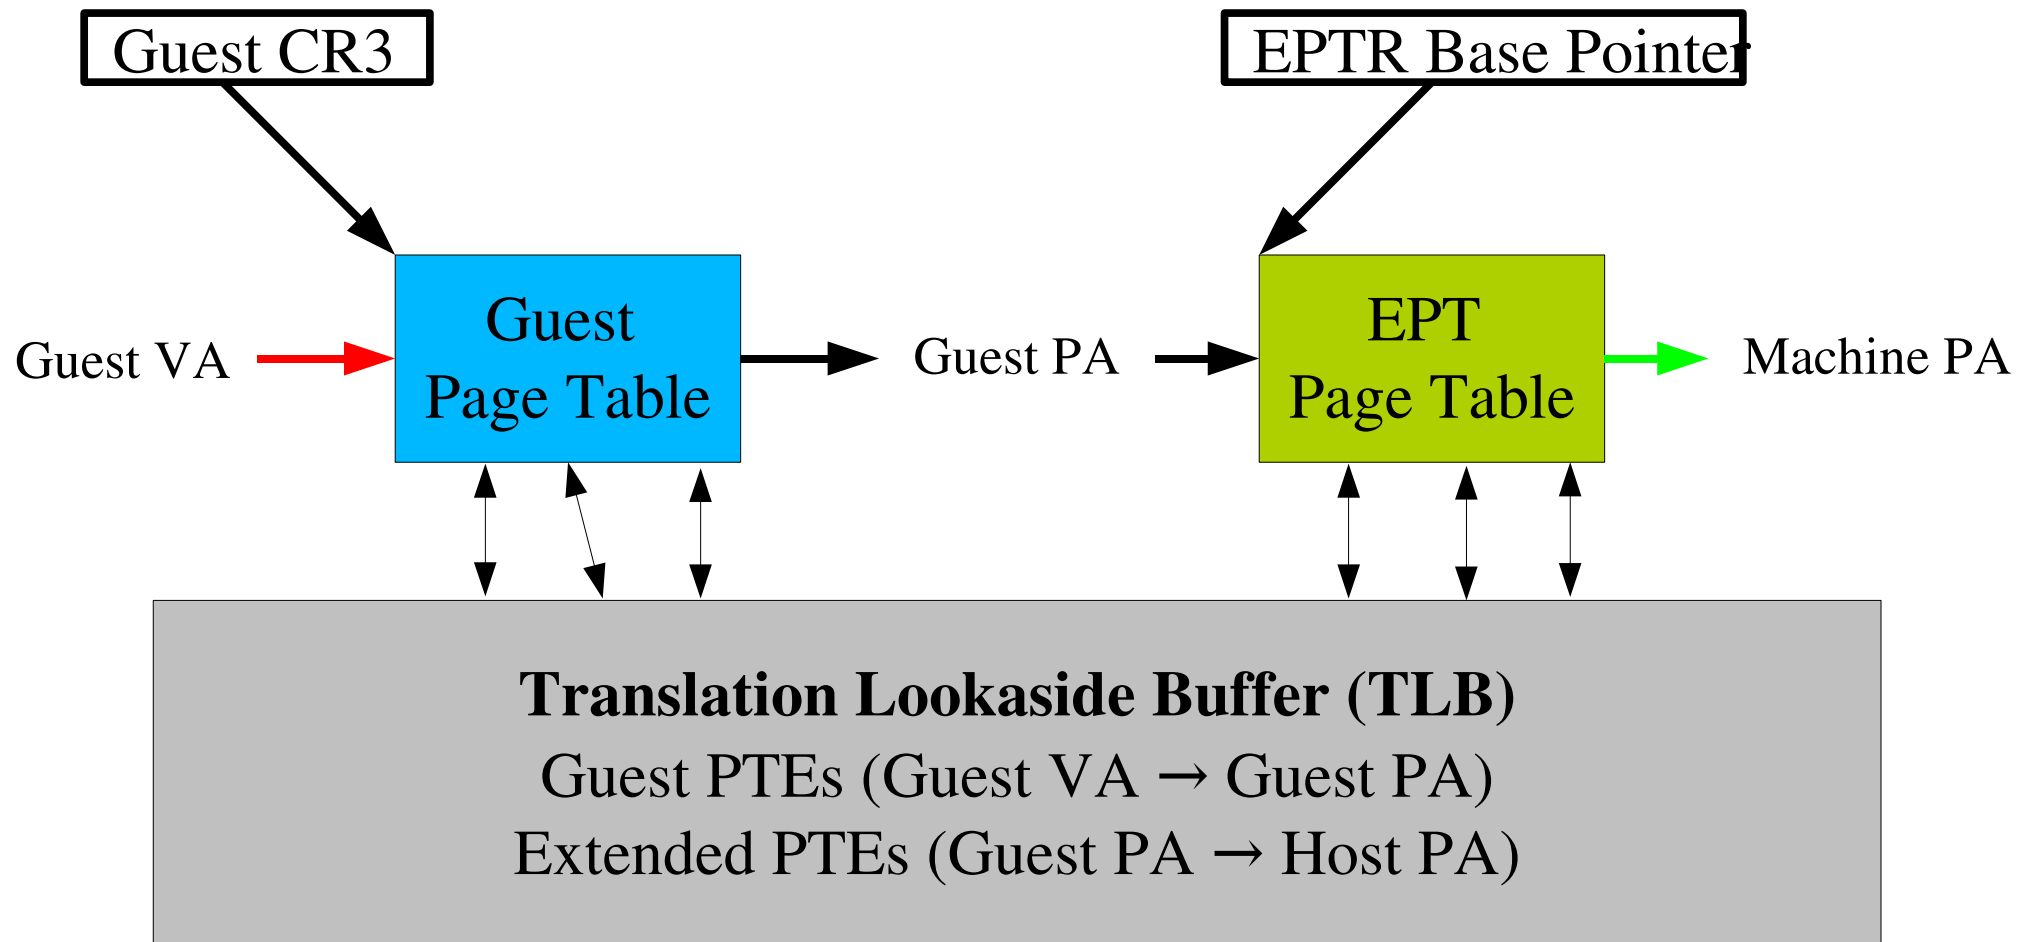 Guest CR3
EPTR Base Pointer
Guest VA
Guest
Page Table
Guest PA
EPT
Page Table
Machine PA
Translation Lookaside Buffer (TLB)
Guest PTEs (Guest VA → Guest PA)
Extended PTEs (Guest PA → Host PA)